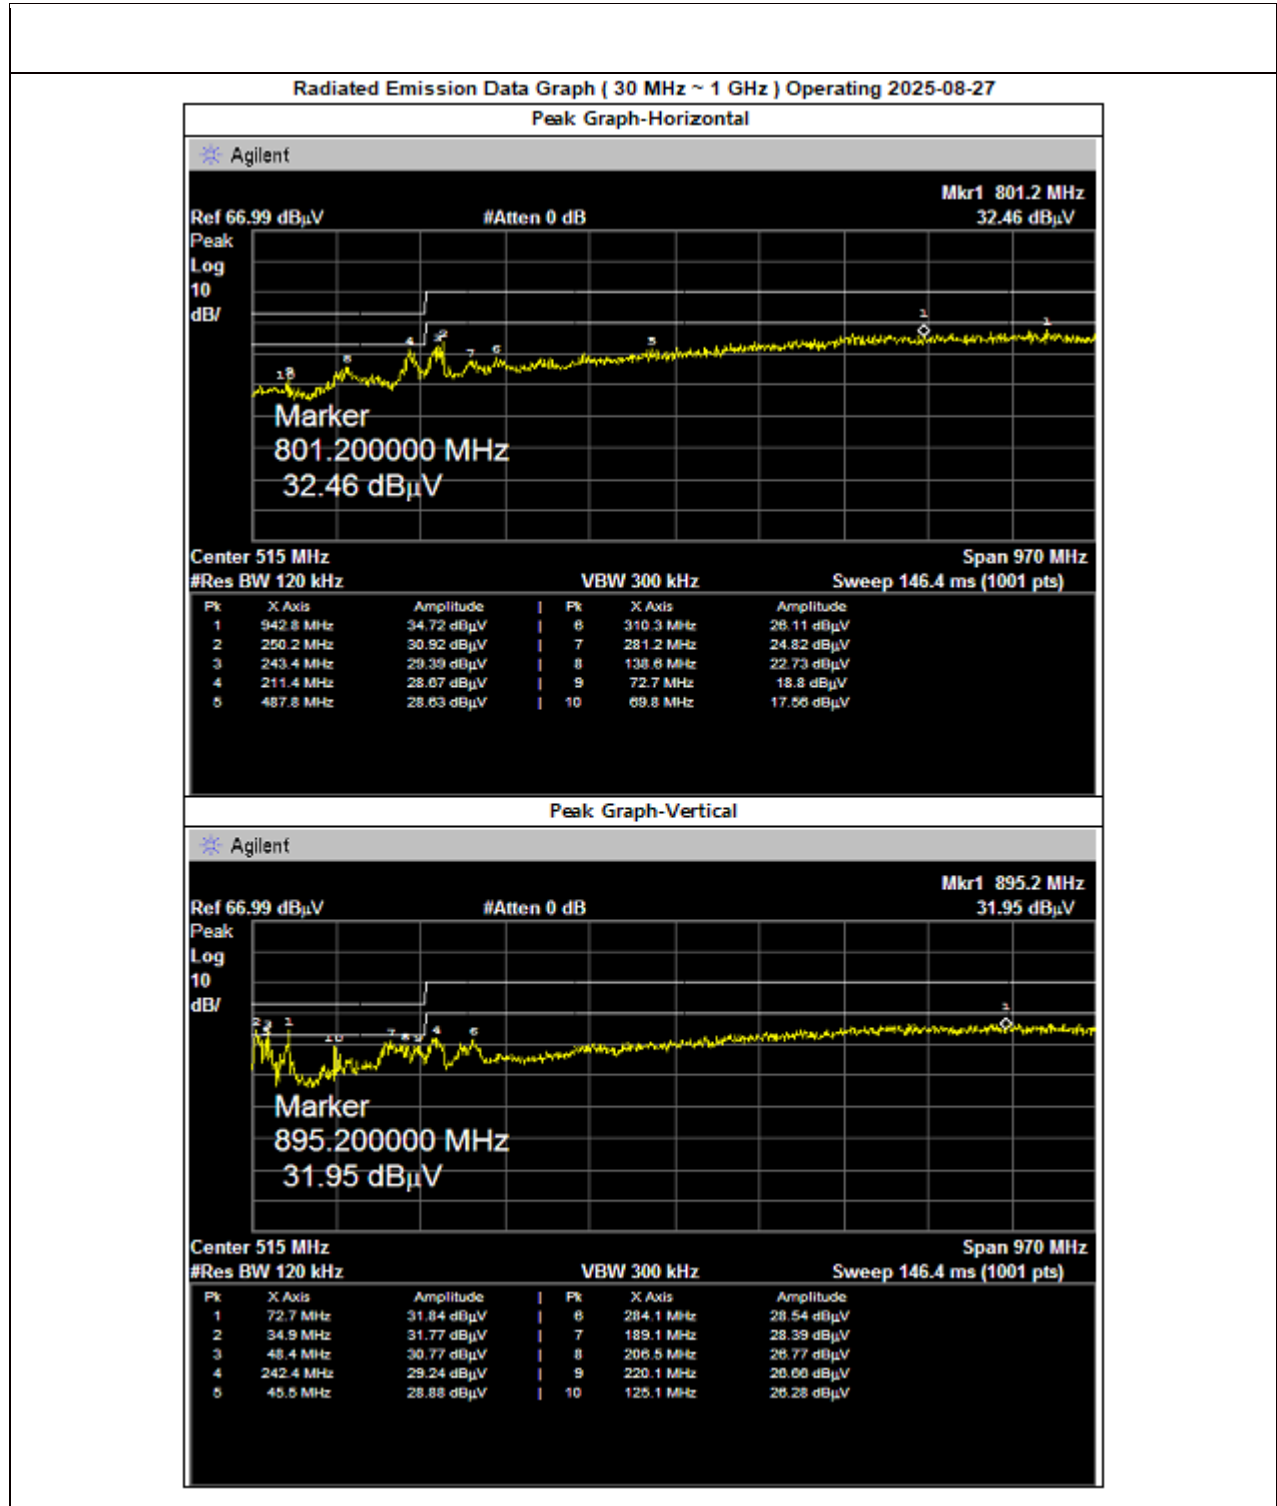 Radiated Emission Data Graph ( 30 MHz ~ 1 GHz ) Operating 2025-08-27
Peak Graph-Horizontal
Agilent
Mkr1 801.2 MHz
Ref 66.99 dBµV #Atten 0 dB 32.46 dBµV
Peak
Log
10
dB/
Marker
801.200000 MHz
32.46 dBµV
Center 515 MHz Span 970 MHz
#Res BW 120 kHz VBW 300 kHz Sweep 146.4 ms (1001 pts)
Pk X Axis Amplitude | Pk X Axis Amplitude
1 942.8 MHz 34.72 dBµV | 6 310.3 MHz 26.11 dBµV
2 250.2 MHz 30.92 dBµV | 7 281.2 MHz 24.82 dBµV
3 243.4 MHz 29.39 dBµV | 8 138.6 MHz 22.73 dBµV
4 211.4 MHz 28.67 dBµV | 9 72.7 MHz 18.8 dBµV
5 487.8 MHz 28.63 dBµV | 10 69.8 MHz 17.56 dBµV
Peak Graph-Vertical
Agilent
Mkr1 895.2 MHz
Ref 66.99 dBµV #Atten 0 dB 31.95 dBµV
Peak
Log
10
dB/
Marker
895.200000 MHz
31.95 dBµV
Center 515 MHz Span 970 MHz
#Res BW 120 kHz VBW 300 kHz Sweep 146.4 ms (1001 pts)
Pk X Axis Amplitude | Pk X Axis Amplitude
1 72.7 MHz 31.84 dBµV | 6 284.1 MHz 28.54 dBµV
2 34.9 MHz 31.77 dBµV | 7 189.1 MHz 28.39 dBµV
3 48.4 MHz 30.77 dBµV | 8 206.5 MHz 26.77 dBµV
4 242.4 MHz 29.24 dBµV | 9 220.1 MHz 26.66 dBµV
5 45.5 MHz 28.88 dBµV | 10 125.1 MHz 26.28 dBµV